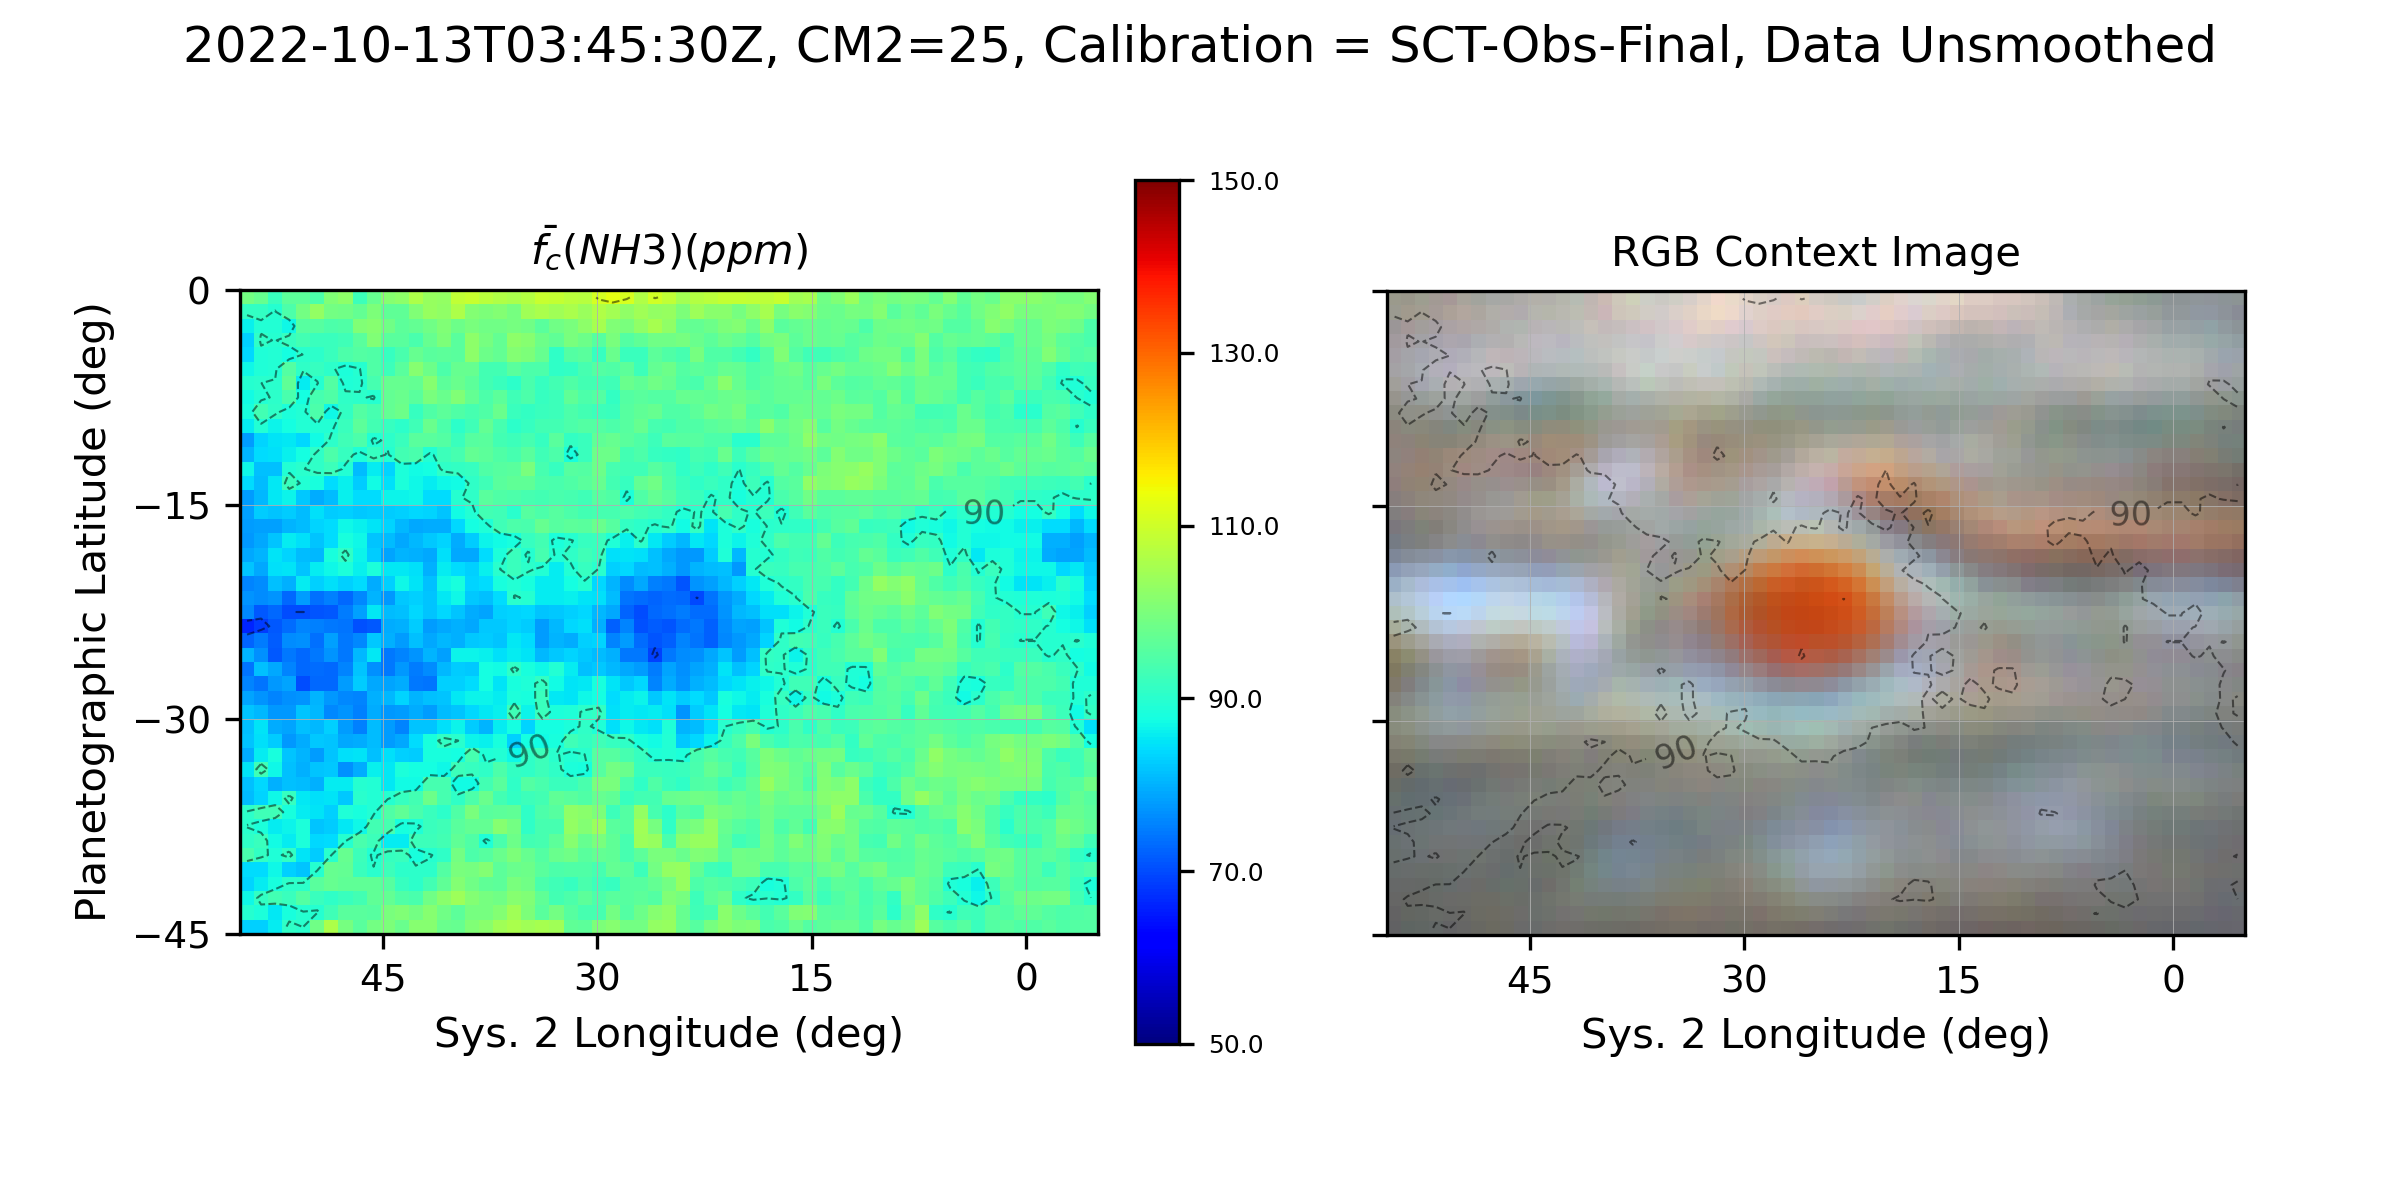 2022-10-13T03:45:30Z, CM2=25, Calibration = SCT-Obs-Final, Data Unsmoothed
f̄c(NH3)(ppm)
RGB Context Image
Planetographic Latitude (deg)
0
−15
−30
−45
90
90
45 30 15 0
Sys. 2 Longitude (deg)
150.0
130.0
110.0
90.0
70.0
50.0
90
90
45 30 15 0
Sys. 2 Longitude (deg)